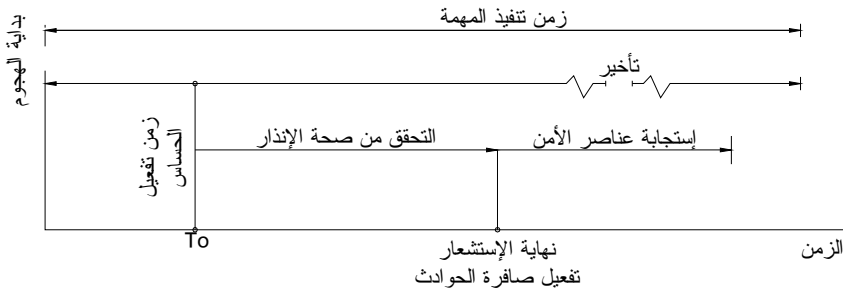 زمن تنفيذ المهمة
بداية الهجوم
تأخير
زمن تفعيل
الحساس
التحقق من صحة الإنذار
إستجابة عناصر الأمن
To
نهاية الإستشعار
تفعيل صافرة الحوادث
الزمن